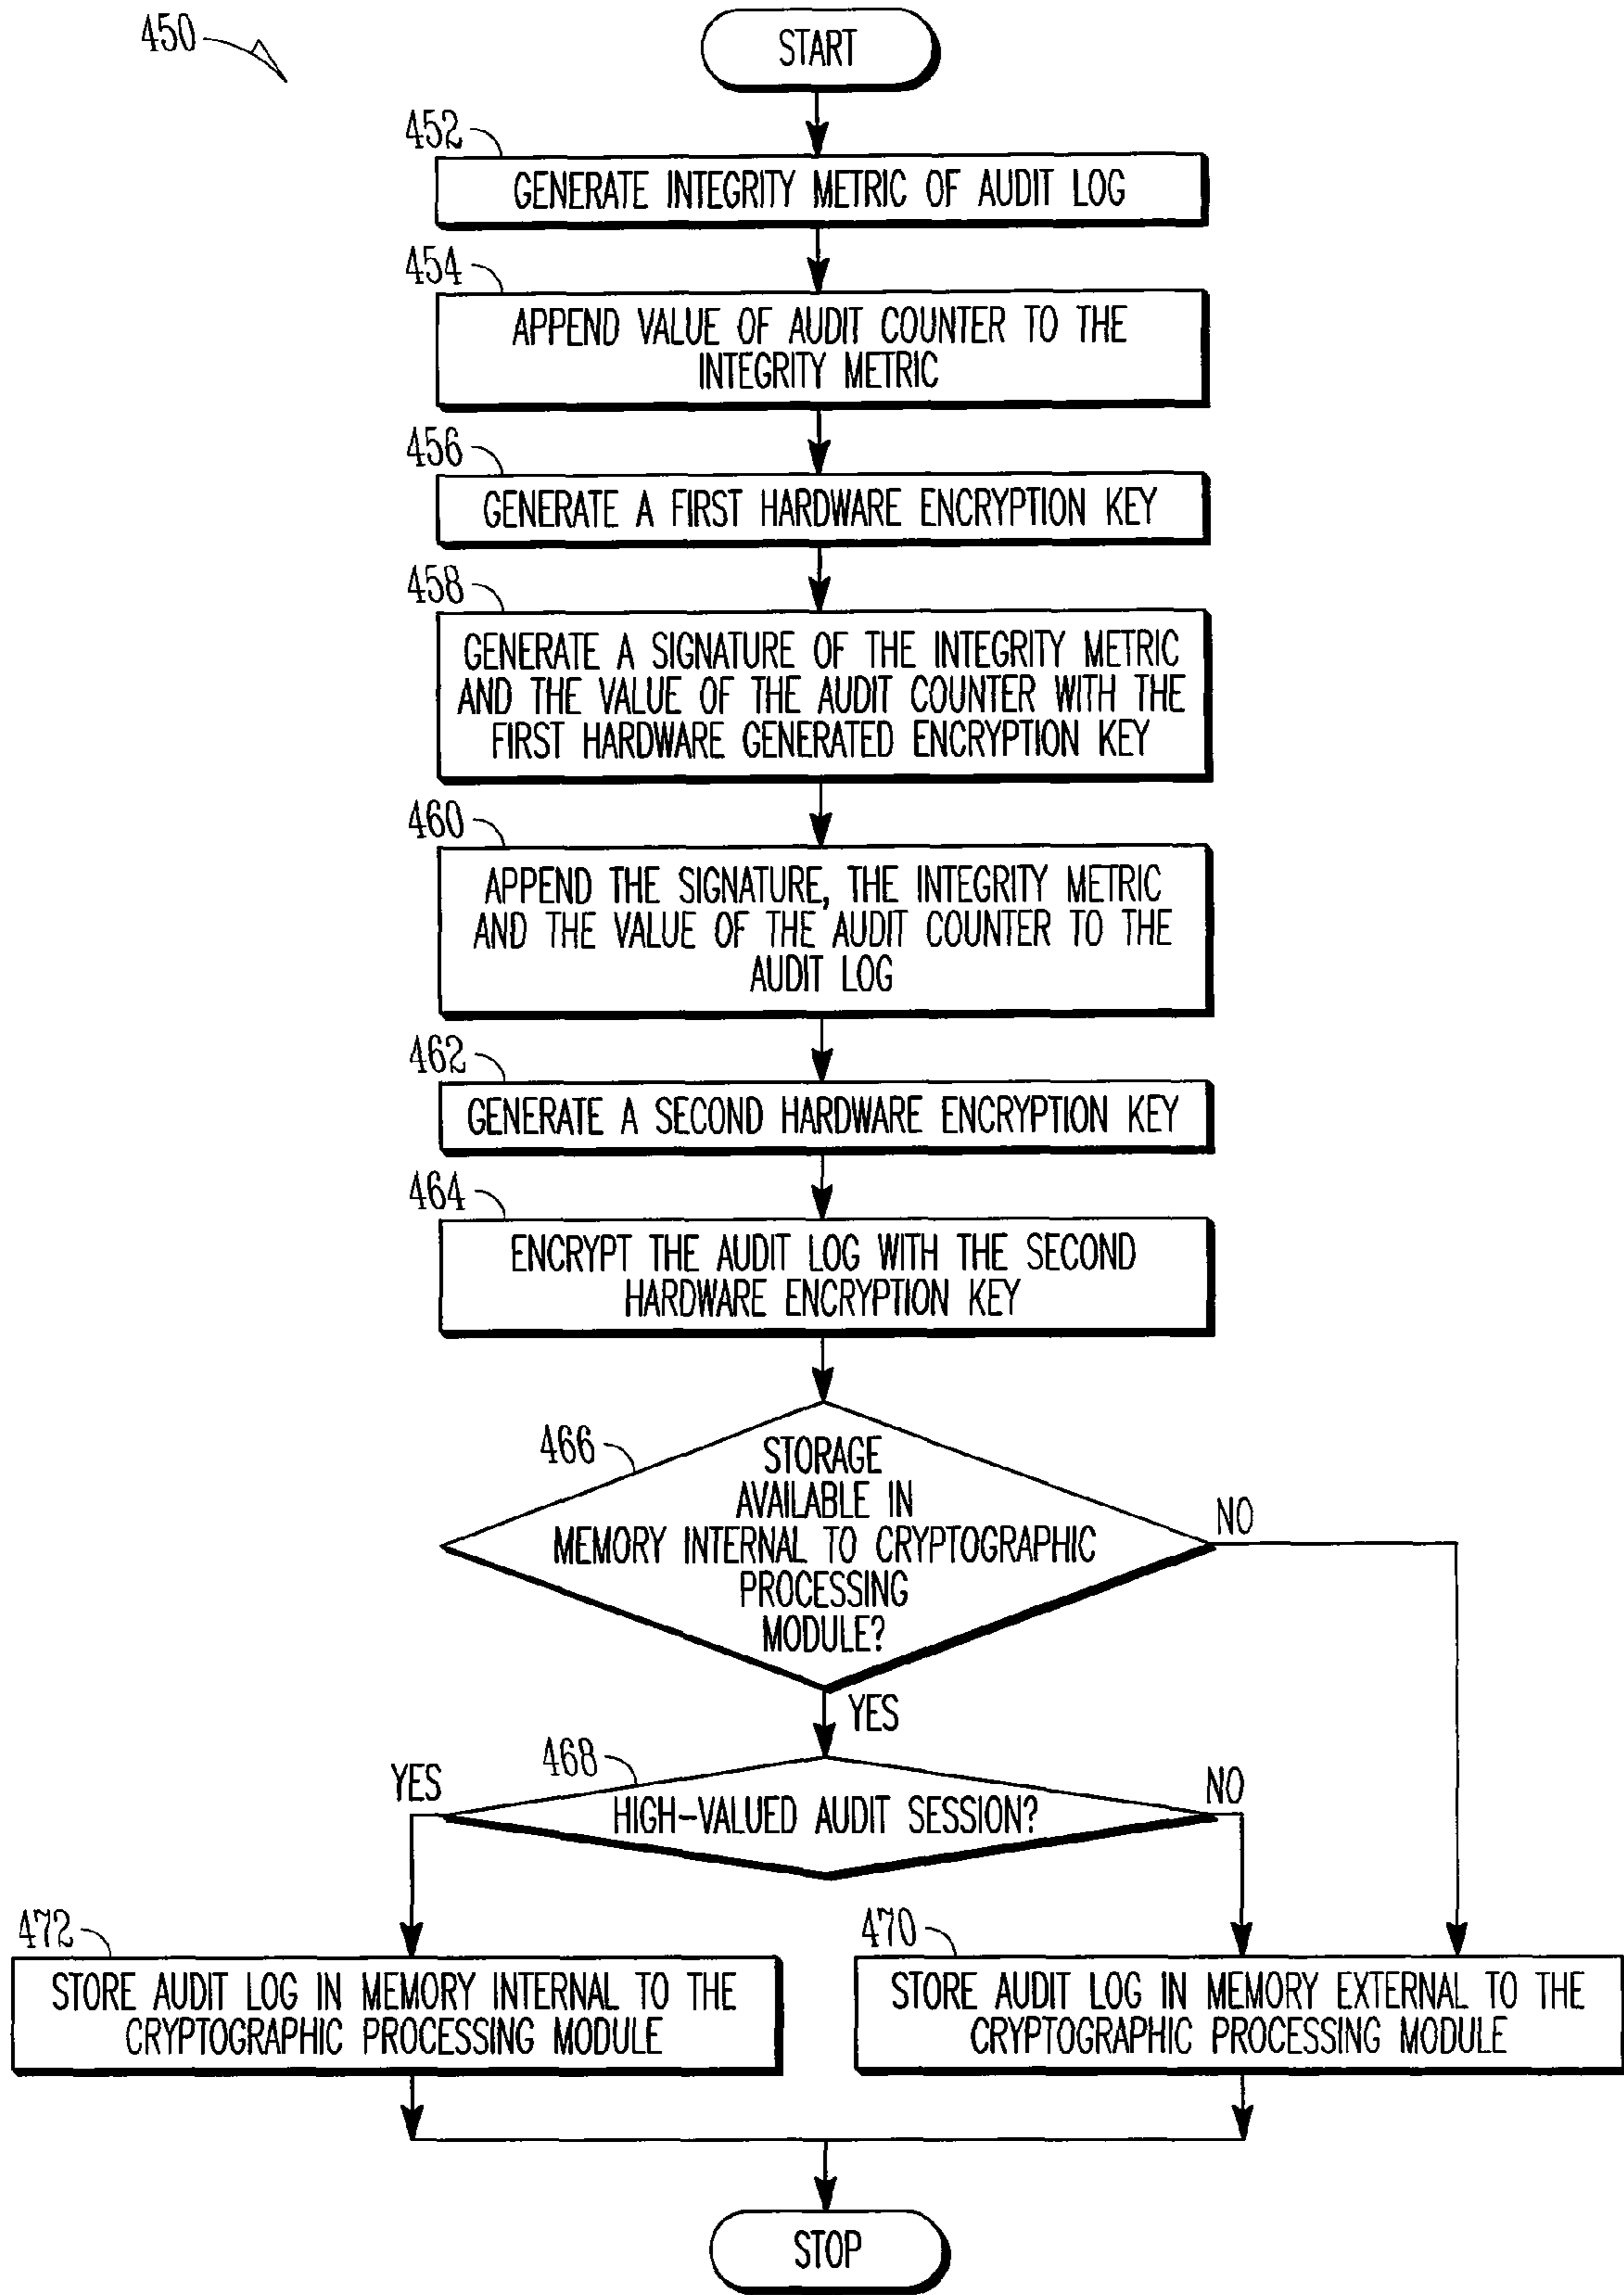 450
START
452
GENERATE INTEGRITY METRIC OF AUDIT LOG
454
APPEND VALUE OF AUDIT COUNTER TO THE
INTEGRITY METRIC
456
GENERATE A FIRST HARDWARE ENCRYPTION KEY
458
GENERATE A SIGNATURE OF THE INTEGRITY METRIC
AND THE VALUE OF THE AUDIT COUNTER WITH THE
FIRST HARDWARE GENERATED ENCRYPTION KEY
460
APPEND THE SIGNATURE, THE INTEGRITY METRIC
AND THE VALUE OF THE AUDIT COUNTER TO THE
AUDIT LOG
462
GENERATE A SECOND HARDWARE ENCRYPTION KEY
464
ENCRYPT THE AUDIT LOG WITH THE SECOND
HARDWARE ENCRYPTION KEY
466
STORAGE
AVAILABLE IN
MEMORY INTERNAL TO CRYPTOGRAPHIC
PROCESSING
MODULE?
NO
YES
468
HIGH-VALUED AUDIT SESSION?
YES
NO
472
STORE AUDIT LOG IN MEMORY INTERNAL TO THE
CRYPTOGRAPHIC PROCESSING MODULE
470
STORE AUDIT LOG IN MEMORY EXTERNAL TO THE
CRYPTOGRAPHIC PROCESSING MODULE
STOP